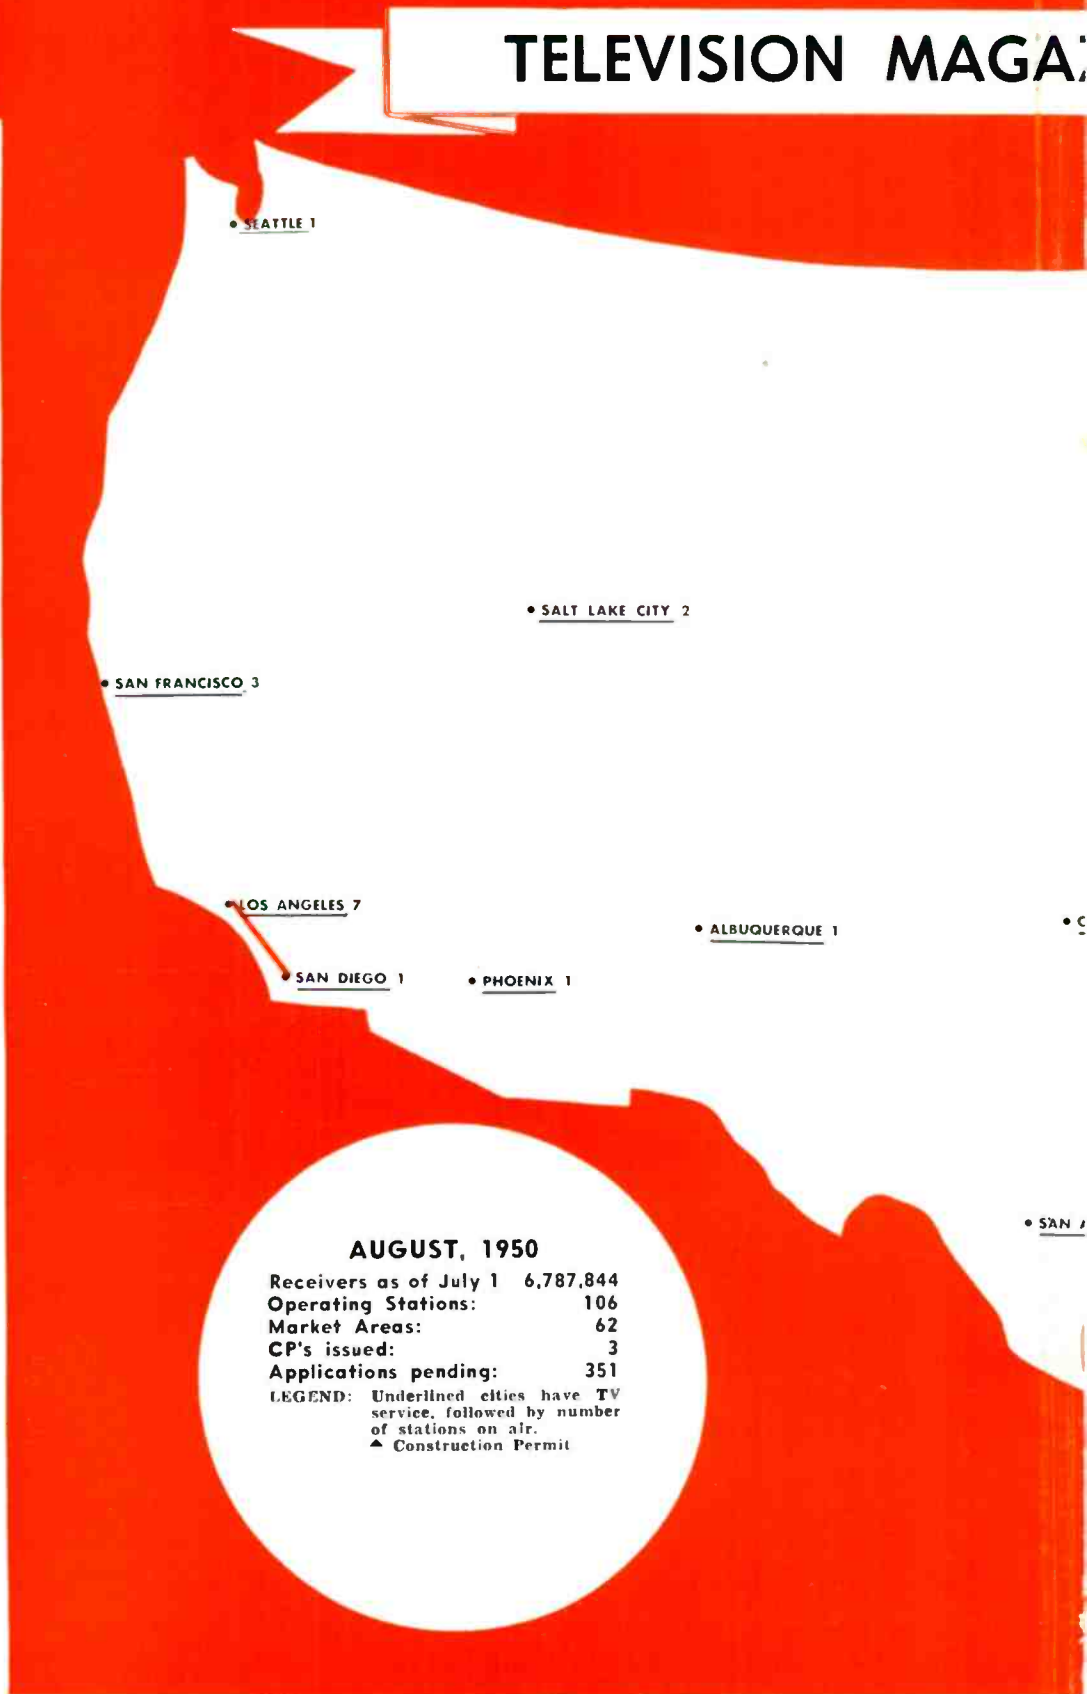 TELEVISION MAGA
SEATTLE 1
SALT LAKE CITY 2
SAN FRANCISCO 3
LOS ANGELES 7
ALBUQUERQUE 1
SAN DIEGO 1
PHOENIX 1
SAN
AUGUST, 1950
Receivers as of July 1 6,787,844
Operating Stations: 106
Market Areas: 62
CP's issued: 3
Applications pending: 351
LEGEND: Underlined cities have TV
service, followed by number
of stations on air.
▲ Construction Permit